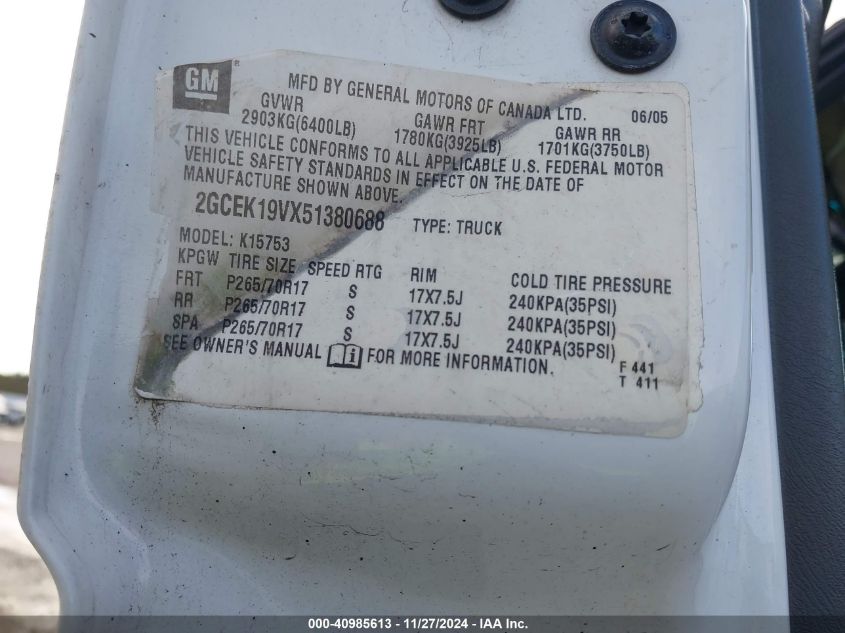 GM ® MFD BY GENERAL MOTORS OF CANADA LTD. 06/05
GVWR GAWR FRT GAWR RR
2903KG(6400LB) 1780KG(3925LB) 1701KG(3750LB)
THIS VEHICLE CONFORMS TO ALL APPLICABLE U.S. FEDERAL MOTOR
VEHICLE SAFETY STANDARDS IN EFFECT ON THE DATE OF
MANUFACTURE SHOWN ABOVE.
2GCEK19VX51380688 TYPE: TRUCK
MODEL: K15753
KPGW TIRE SIZE SPEED RTG RIM COLD TIRE PRESSURE
FRT P265/70R17 S 17X7.5J 240KPA(35PSI)
RR P265/70R17 S 17X7.5J 240KPA(35PSI)
SPA P265/70R17 S 17X7.5J 240KPA(35PSI)
SEE OWNER'S MANUAL i FOR MORE INFORMATION.
F 441
T 411
000-40985613 - 11/27/2024 - IAA Inc.